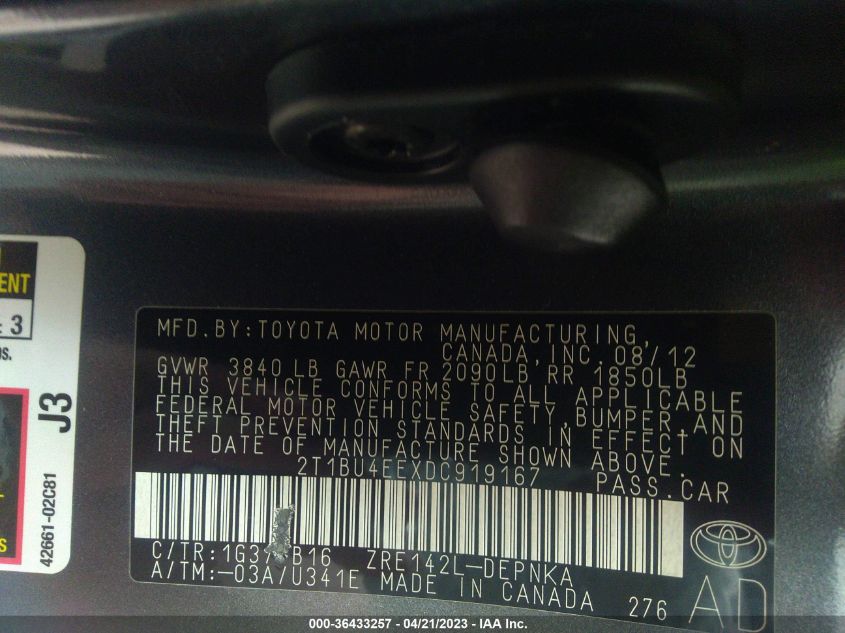 ENT
3
J3
42661-02C81
S
MFD.BY:TOYOTA MOTOR MANUFACTURING,
CANADA,INC. 08/12
GVWR 3840 LB GAWR FR 2090LB RR 1850LB
THIS VEHICLE CONFORMS TO ALL APPLICABLE
FEDERAL MOTOR VEHICLE SAFETY,BUMPER,AND
THEFT PREVENTION STANDARDS IN EFFECT ON
THE DATE OF MANUFACTURE SHOWN ABOVE.
2T1BU4EEXDC919167 PASS.CAR
C/TR:1G3 B16 ZRE142L-DEPNKA
A/TM:-03A/U341E MADE IN CANADA 276
AD
000-36433257 - 04/21/2023 - IAA Inc.